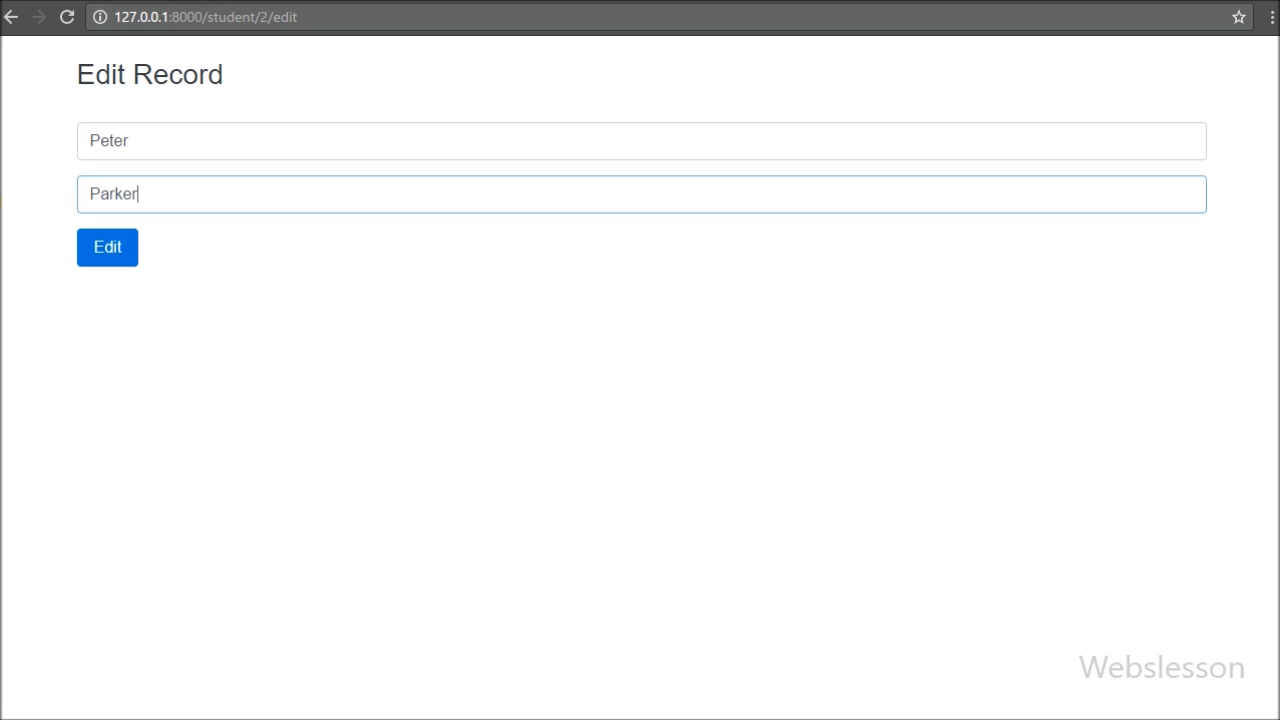 127.0.0.1:8000/student/2/edit
Edit Record
Peter
Parker
Edit
Webslesson